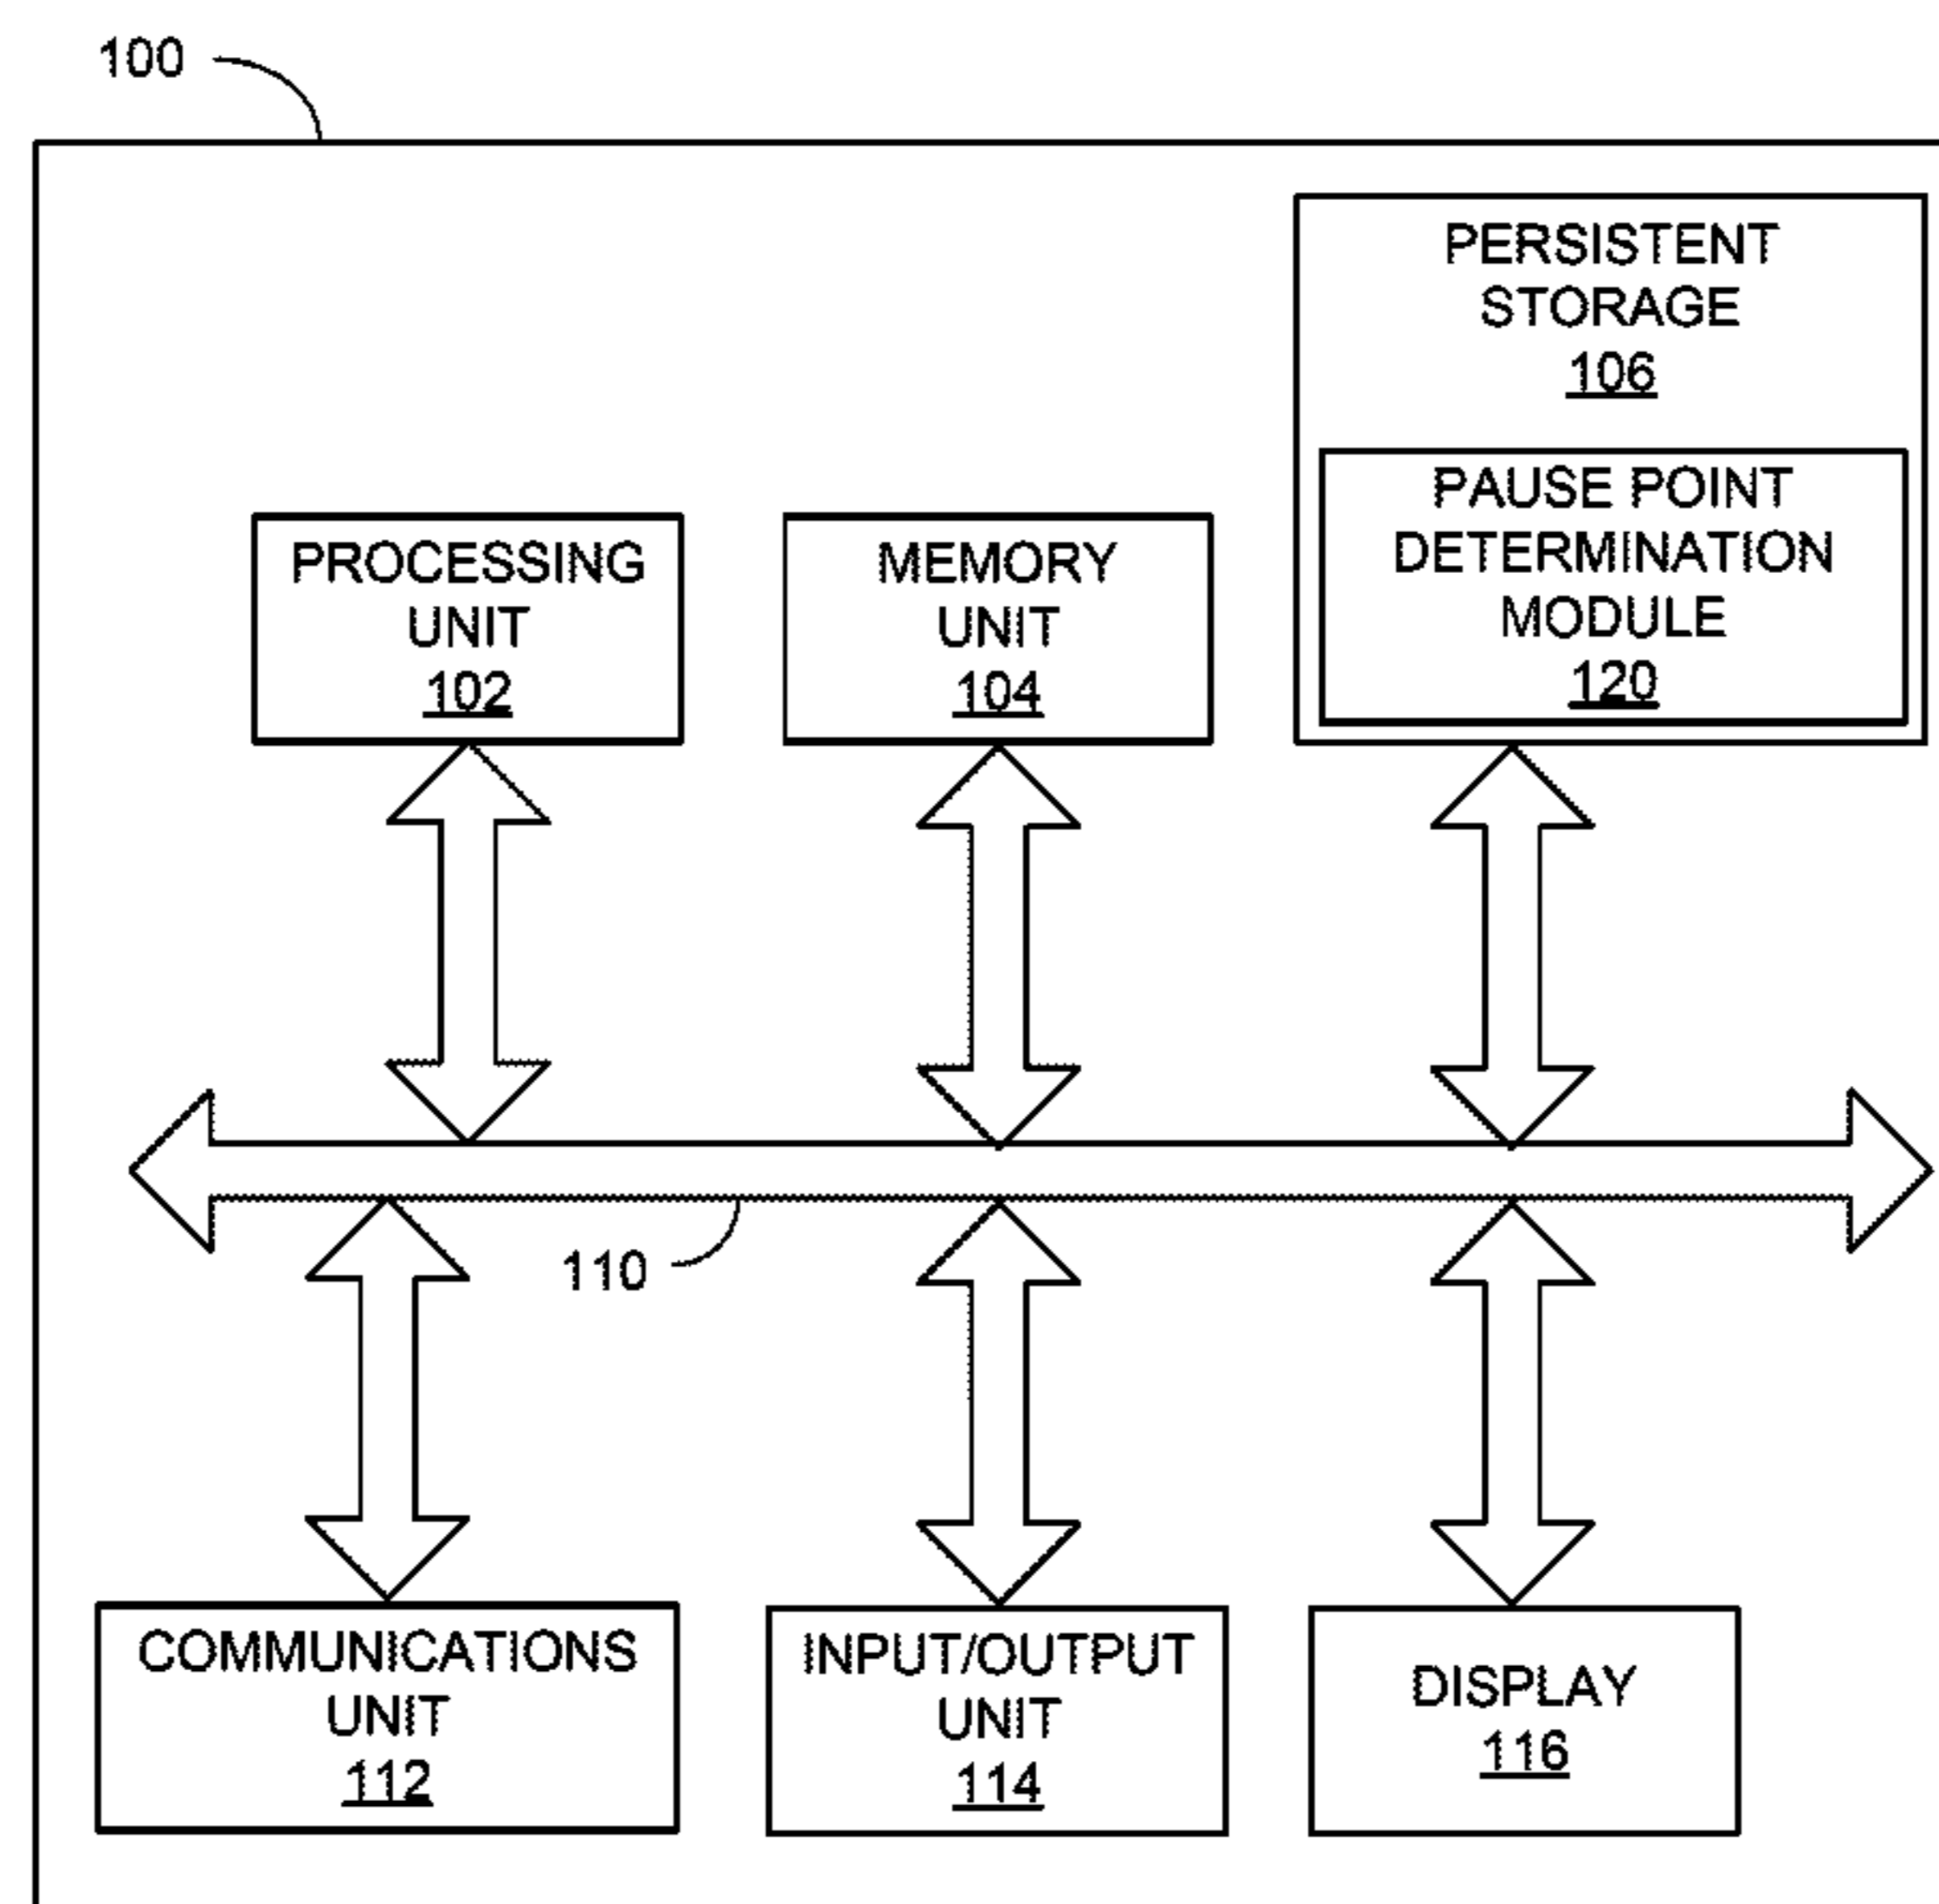 100
PERSISTENT
STORAGE
106
PAUSE POINT
DETERMINATION
MODULE
120
PROCESSING
UNIT
102
MEMORY
UNIT
104
110
COMMUNICATIONS
UNIT
112
INPUT/OUTPUT
UNIT
114
DISPLAY
116